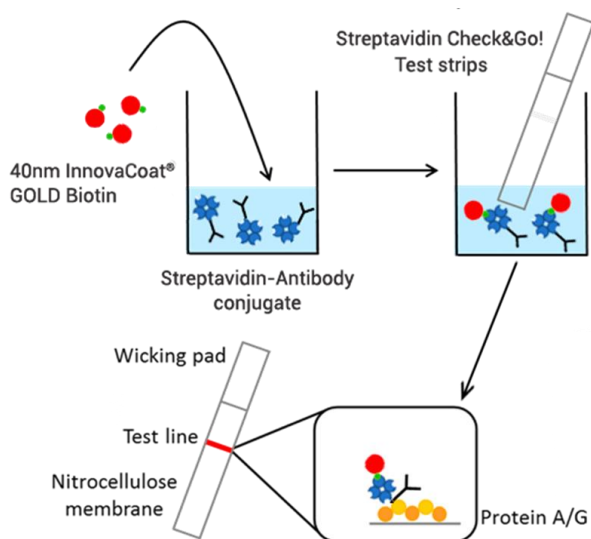 Streptavidin Check&Go!
Test strips
40nm InnovaCoat®
GOLD Biotin
Streptavidin-Antibody
conjugate
Wicking pad
Test line
Nitrocellulose
membrane
Protein A/G